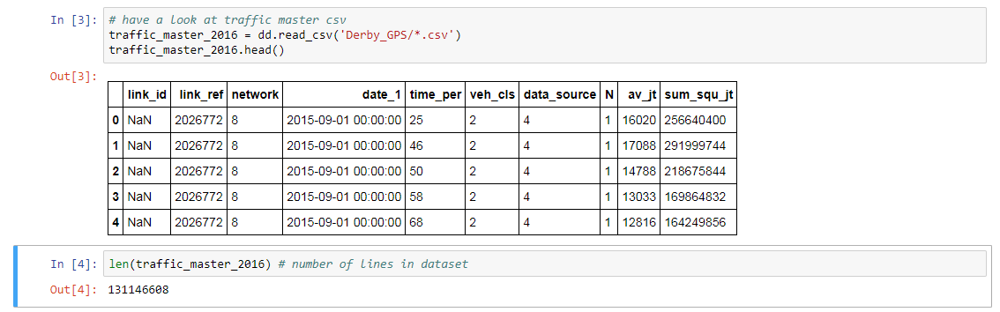 In [3]: # have a look at traffic master csv
traffic_master_2016 = dd.read_csv('Derby_GPS/*.csv')
traffic_master_2016.head()
Out[3]:
link_id link_ref network date_1 time_per veh_cls data_source N av_jt sum_squ_jt
0 NaN 2026772 8 2015-09-01 00:00:00 25 2 4 1 16020 256640400
1 NaN 2026772 8 2015-09-01 00:00:00 46 2 4 1 17088 291999744
2 NaN 2026772 8 2015-09-01 00:00:00 50 2 4 1 14788 218675844
3 NaN 2026772 8 2015-09-01 00:00:00 58 2 4 1 13033 169864832
4 NaN 2026772 8 2015-09-01 00:00:00 68 2 4 1 12816 164249856
In [4]: len(traffic_master_2016) # number of lines in dataset
Out[4]: 131146608